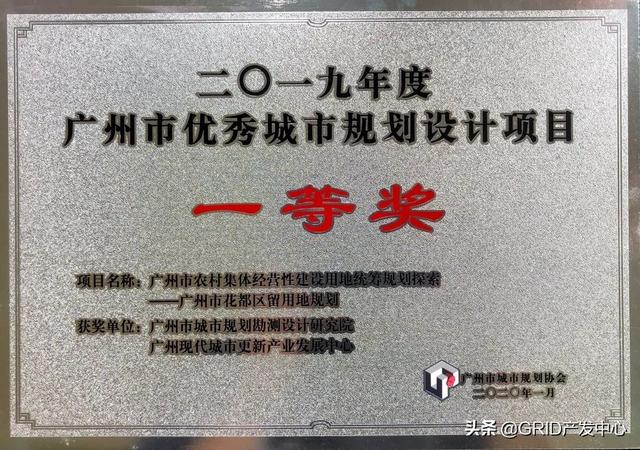 二〇一九年度
广州市优秀城市规划设计项目
一等奖
项目名称：广州市农村集体经营性建设用地统筹规划探索
——广州市花都区留用地规划
获奖单位：广州市城市规划勘测设计研究院
广州现代城市更新产业发展中心
广州市城市规划协会
二〇二〇年一月
头条 @GRID产发中心